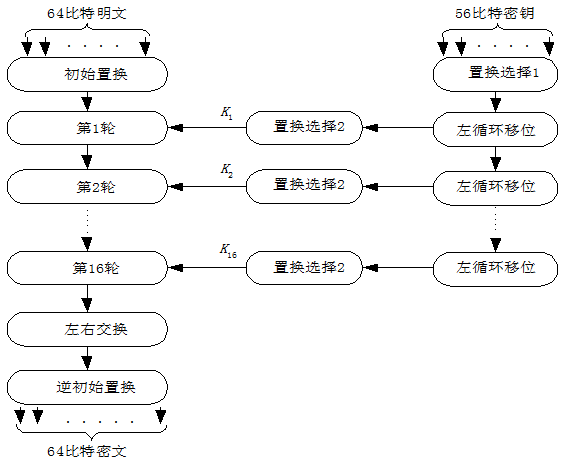 64比特明文
56比特密钥
初始置换
置换选择1
第1轮
K1
置换选择2
左循环移位
第2轮
K2
置换选择2
左循环移位
第16轮
K16
置换选择2
左循环移位
左右交换
逆初始置换
64比特密文